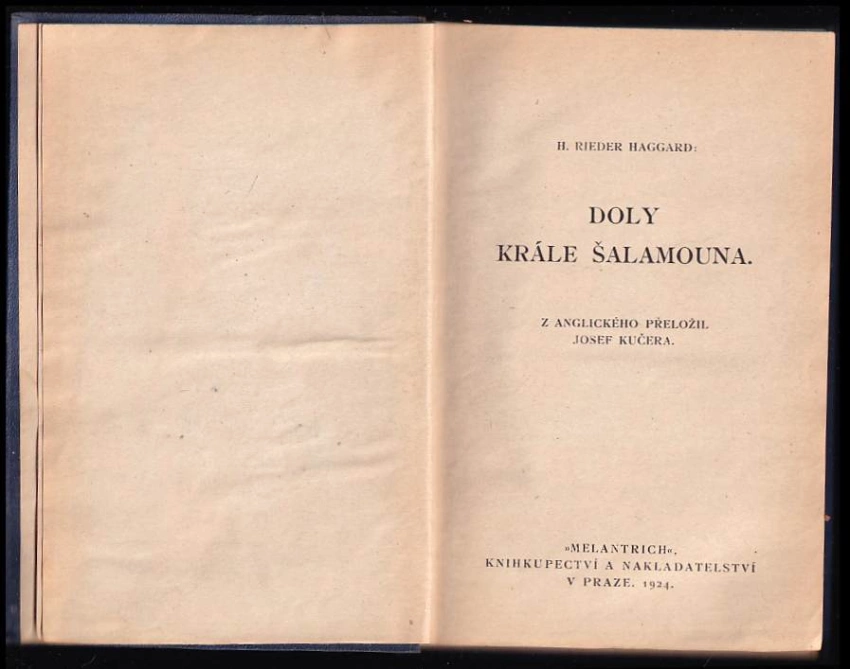 H. RIEDER HAGGARD:
DOLY
KRÁLE ŠALAMOUNA.
Z ANGLICKÉHO PŘELOŽIL
JOSEF KUČERA.
»MELANTRICH«,
KNIHKUPECTVÍ A NAKLADATELSTVÍ
V PRAZE. 1924.